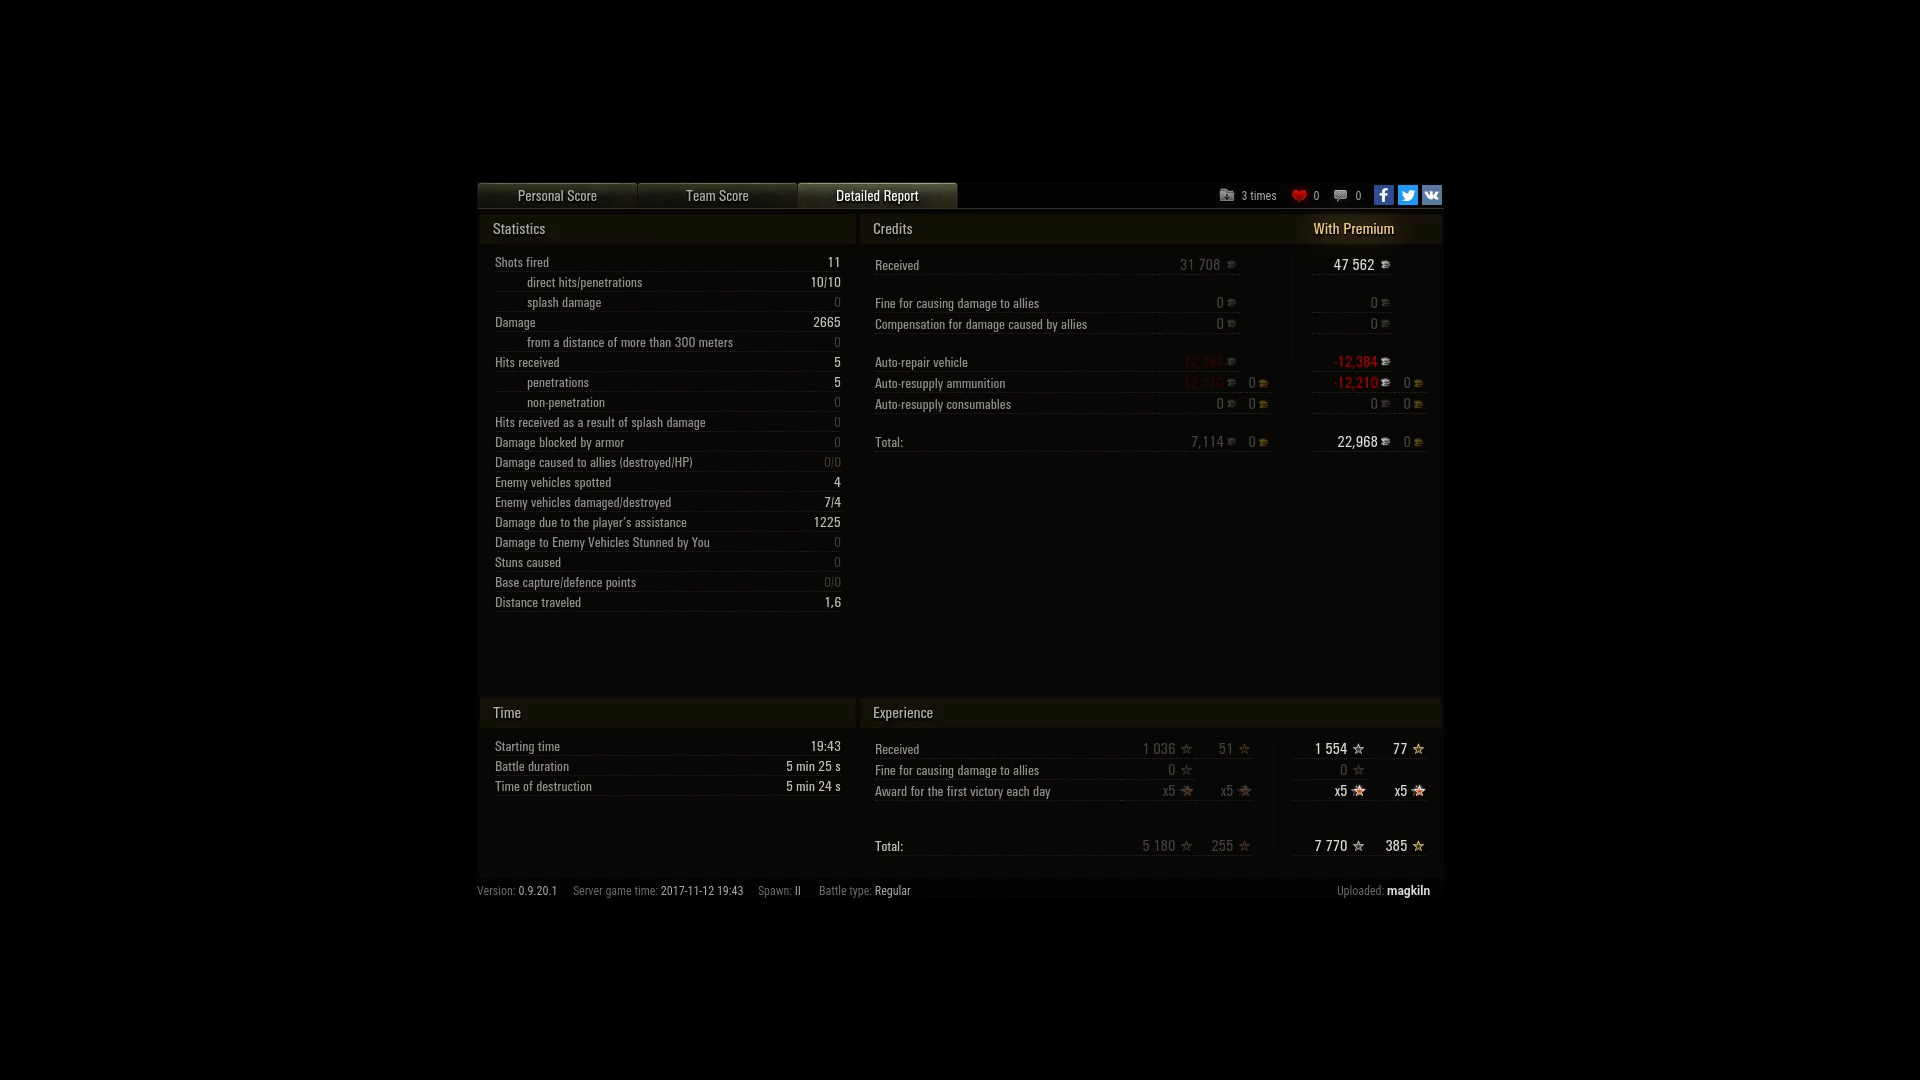 Personal Score Team Score Detailed Report 3 times 0 0
Statistics
Shots fired 11
direct hits/penetrations 10/10
splash damage 0
Damage 2665
from a distance of more than 300 meters 0
Hits received 5
penetrations 5
non-penetration 0
Hits received as a result of splash damage 0
Damage blocked by armor 0
Damage caused to allies (destroyed/HP) 0/0
Enemy vehicles spotted 4
Enemy vehicles damaged/destroyed 7/4
Damage due to the player's assistance 1225
Damage to Enemy Vehicles Stunned by You 0
Stuns caused 0
Base capture/defence points 0/0
Distance traveled 1,6
Credits With Premium
Received 31 708 47 562
Fine for causing damage to allies 0 0
Compensation for damage caused by allies 0 0
Auto-repair vehicle -12,384 -12,384
Auto-resupply ammunition -12,210 0 -12,210 0
Auto-resupply consumables 0 0 0 0
Total: 7,114 0 22,968 0
Time
Starting time 19:43
Battle duration 5 min 25 s
Time of destruction 5 min 24 s
Experience
Received 1 036 51 1 554 77
Fine for causing damage to allies 0 0
Award for the first victory each day x5 x5 x5 x5
Total: 5 180 255 7 770 385
Version: 0.9.20.1 Server game time: 2017-11-12 19:43 Spawn: II Battle type: Regular Uploaded: magkiln